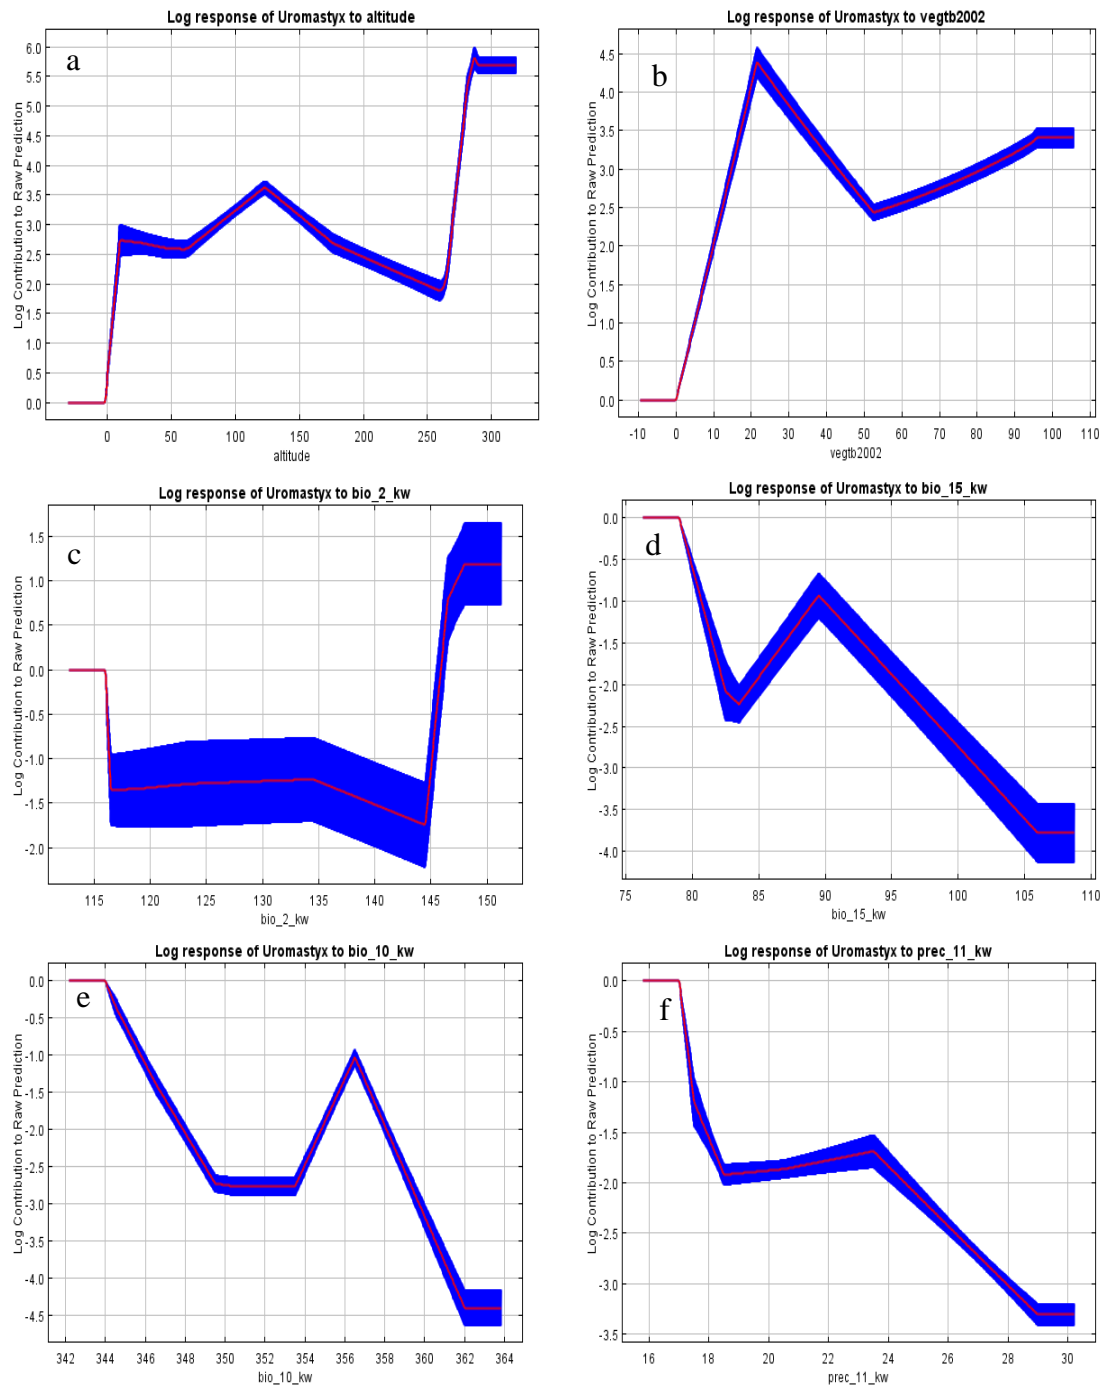 Log response of Uromastyx to altitude
a
Log Contribution to Raw Prediction
6.0
5.5
5.0
4.5
4.0
3.5
3.0
2.5
2.0
1.5
1.0
0.5
0.0
0 50 100 150 200 250 300
altitude
Log response of Uromastyx to vegtb2002
b
Log Contribution to Raw Prediction
4.5
4.0
3.5
3.0
2.5
2.0
1.5
1.0
0.5
0.0
-10 0 10 20 30 40 50 60 70 80 90 100 110
vegtb2002
Log response of Uromastyx to bio_2_kw
c
Log Contribution to Raw Prediction
1.5
1.0
0.5
0.0
-0.5
-1.0
-1.5
-2.0
115 120 125 130 135 140 145 150
bio_2_kw
Log response of Uromastyx to bio_15_kw
d
Log Contribution to Raw Prediction
0.0
-0.5
-1.0
-1.5
-2.0
-2.5
-3.0
-3.5
-4.0
75 80 85 90 95 100 105 110
bio_15_kw
Log response of Uromastyx to bio_10_kw
e
Log Contribution to Raw Prediction
0.0
-0.5
-1.0
-1.5
-2.0
-2.5
-3.0
-3.5
-4.0
-4.5
342 344 346 348 350 352 354 356 358 360 362 364
bio_10_kw
Log response of Uromastyx to prec_11_kw
f
Log Contribution to Raw Prediction
0.0
-0.5
-1.0
-1.5
-2.0
-2.5
-3.0
-3.5
16 18 20 22 24 26 28 30
prec_11_kw